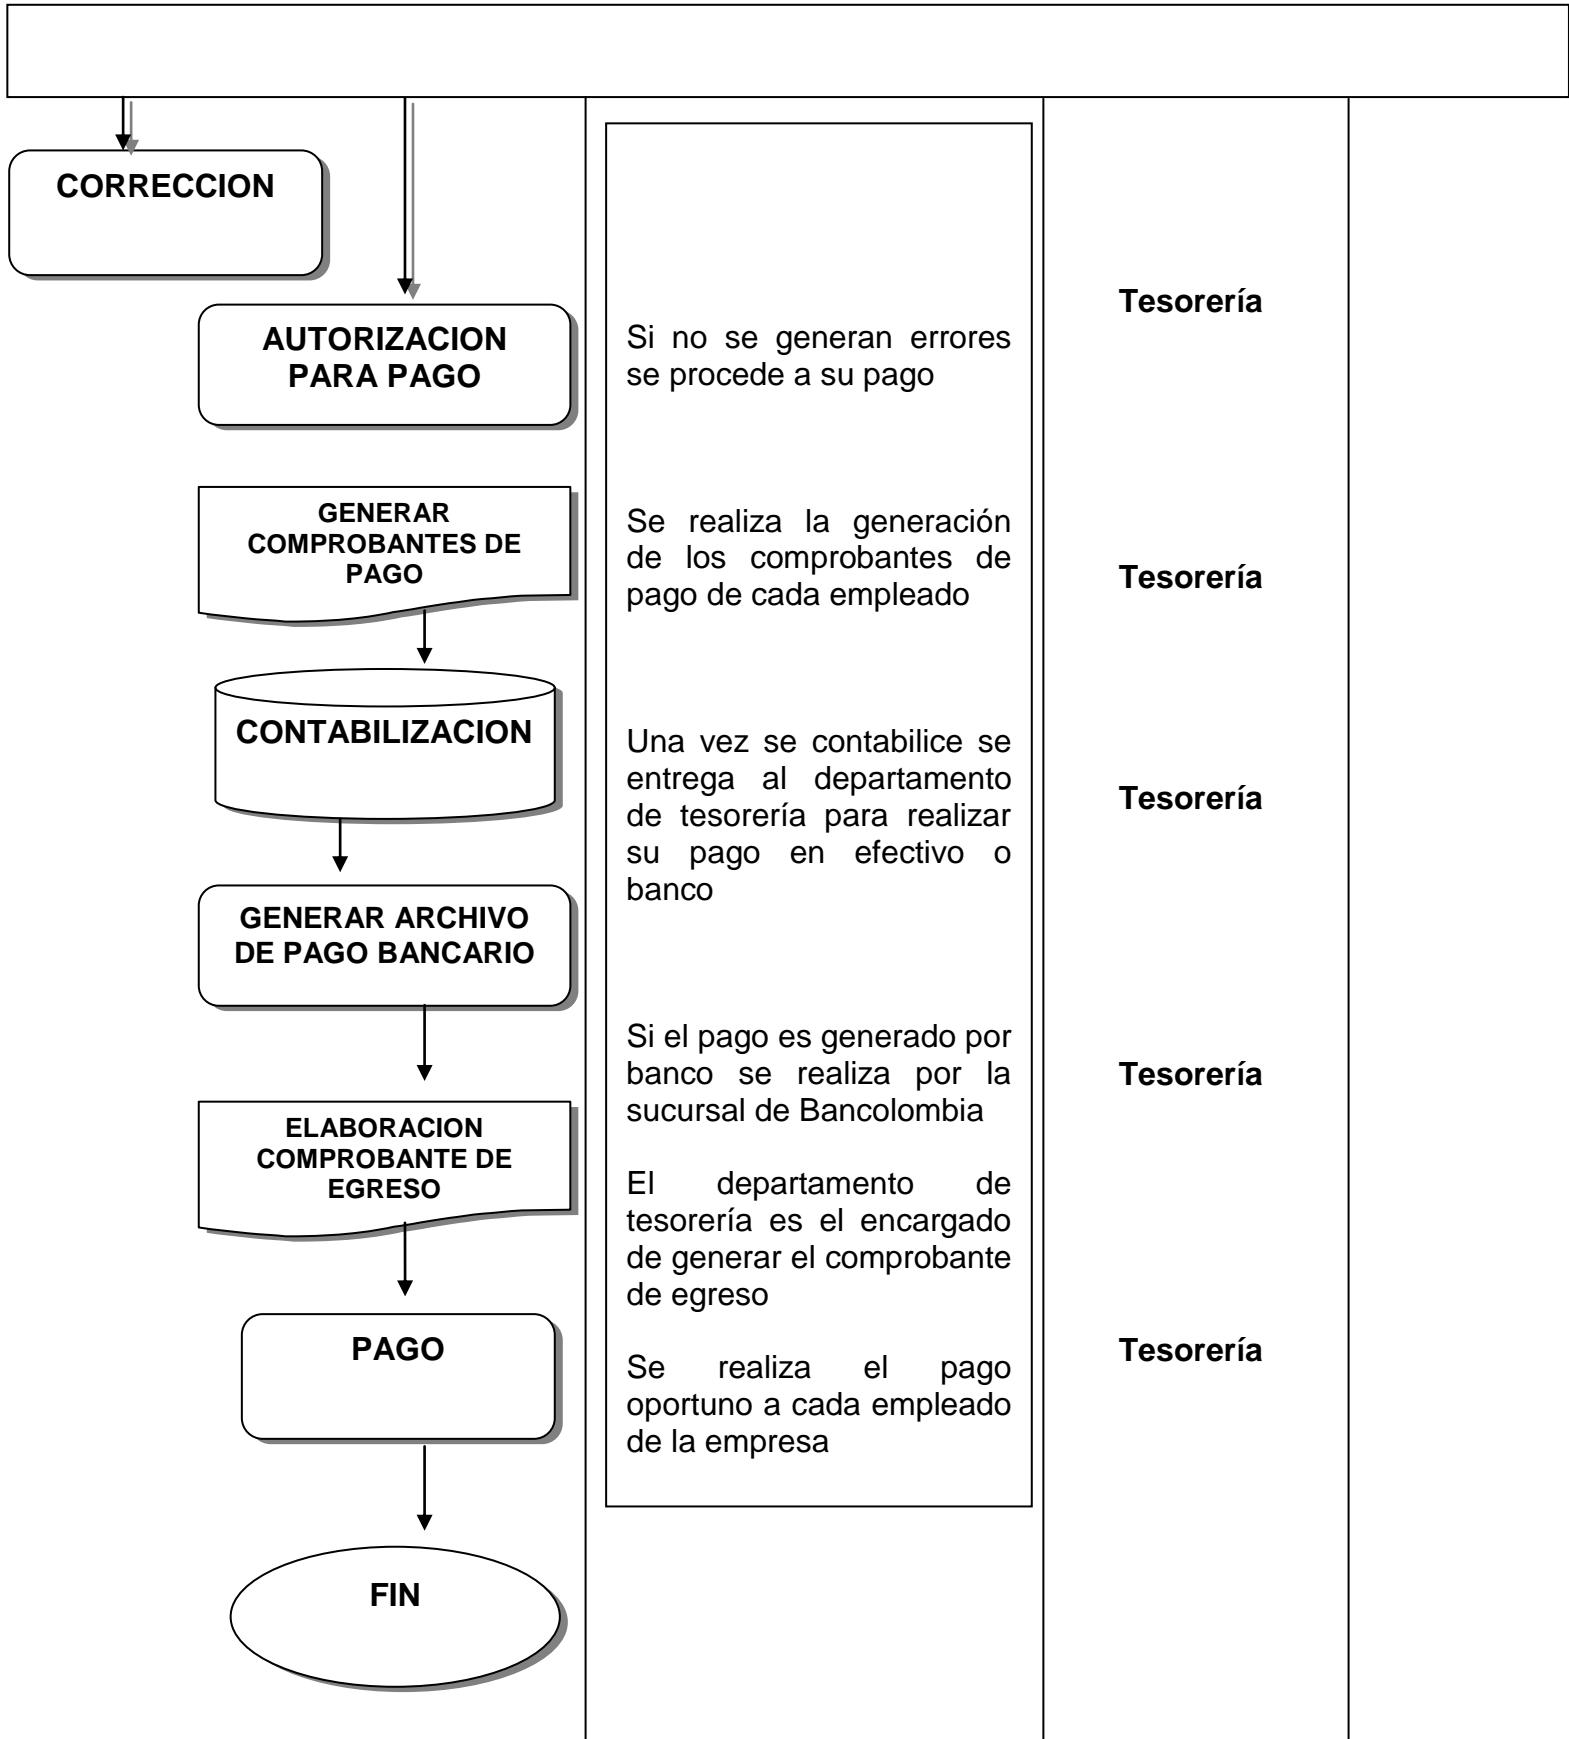 CORRECCION
AUTORIZACION
PARA PAGO
GENERAR
COMPROBANTES DE
PAGO
CONTABILIZACION
GENERAR ARCHIVO
DE PAGO BANCARIO
ELABORACION
COMPROBANTE DE
EGRESO
PAGO
FIN
Si no se generan errores
se procede a su pago
Se realiza la generación
de los comprobantes de
pago de cada empleado
Una vez se contabilice se
entrega al departamento
de tesorería para realizar
su pago en efectivo o
banco
Si el pago es generado por
banco se realiza por la
sucursal de Bancolombia
El departamento de
tesorería es el encargado
de generar el comprobante
de egreso
Se realiza el pago
oportuno a cada empleado
de la empresa
Tesorería
Tesorería
Tesorería
Tesorería
Tesorería